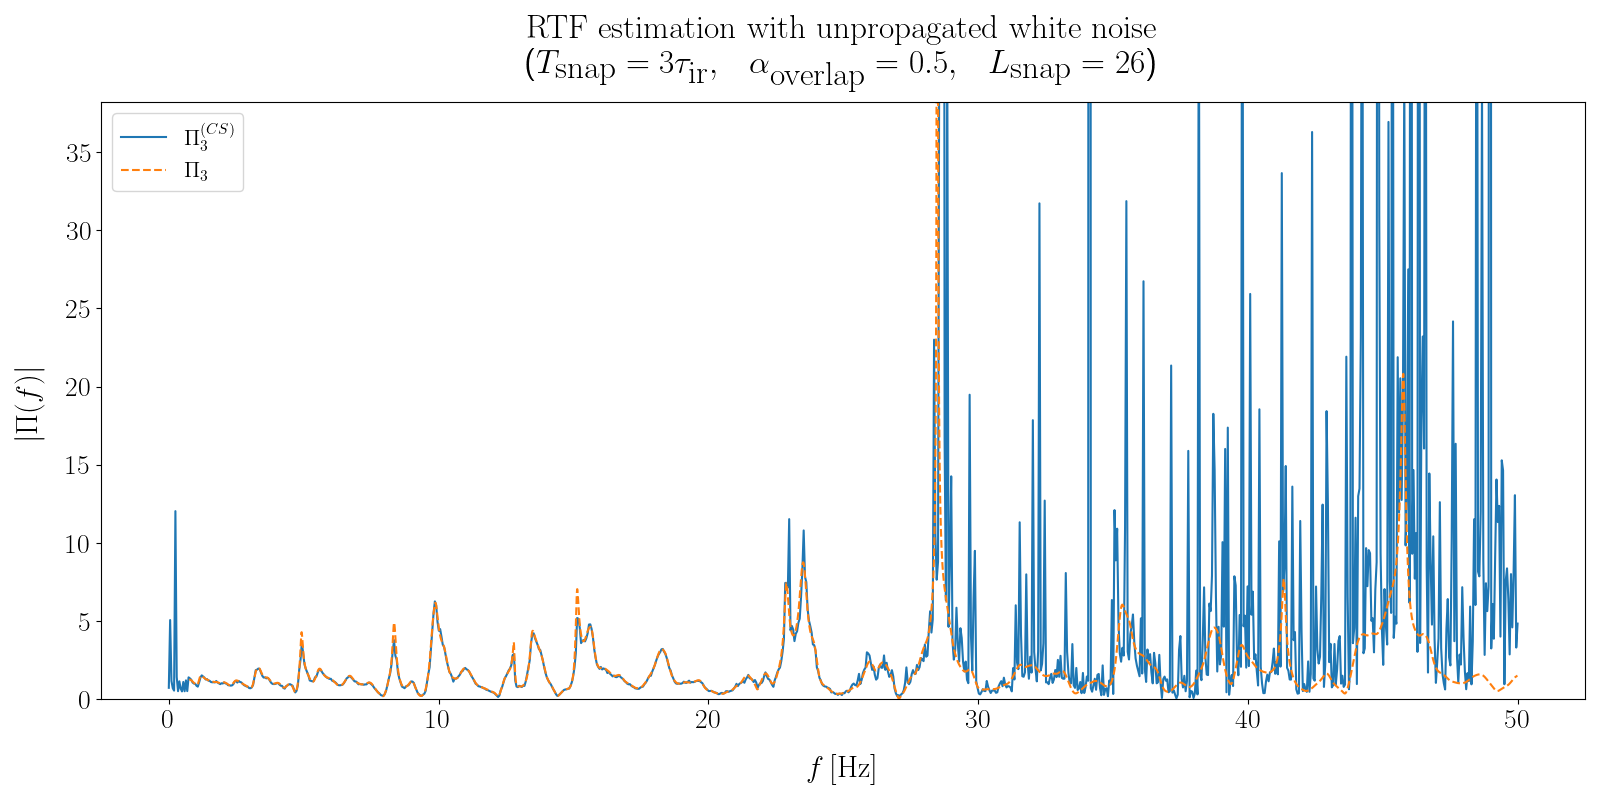 RTF estimation with unpropagated white noise
(T_snap = 3τ_ir,   α_overlap = 0.5,   L_snap = 26)
Π_3^(CS)
Π_3
35
30
25
20
15
10
5
0
|Π(f)|
0 10 20 30 40 50
f [Hz]